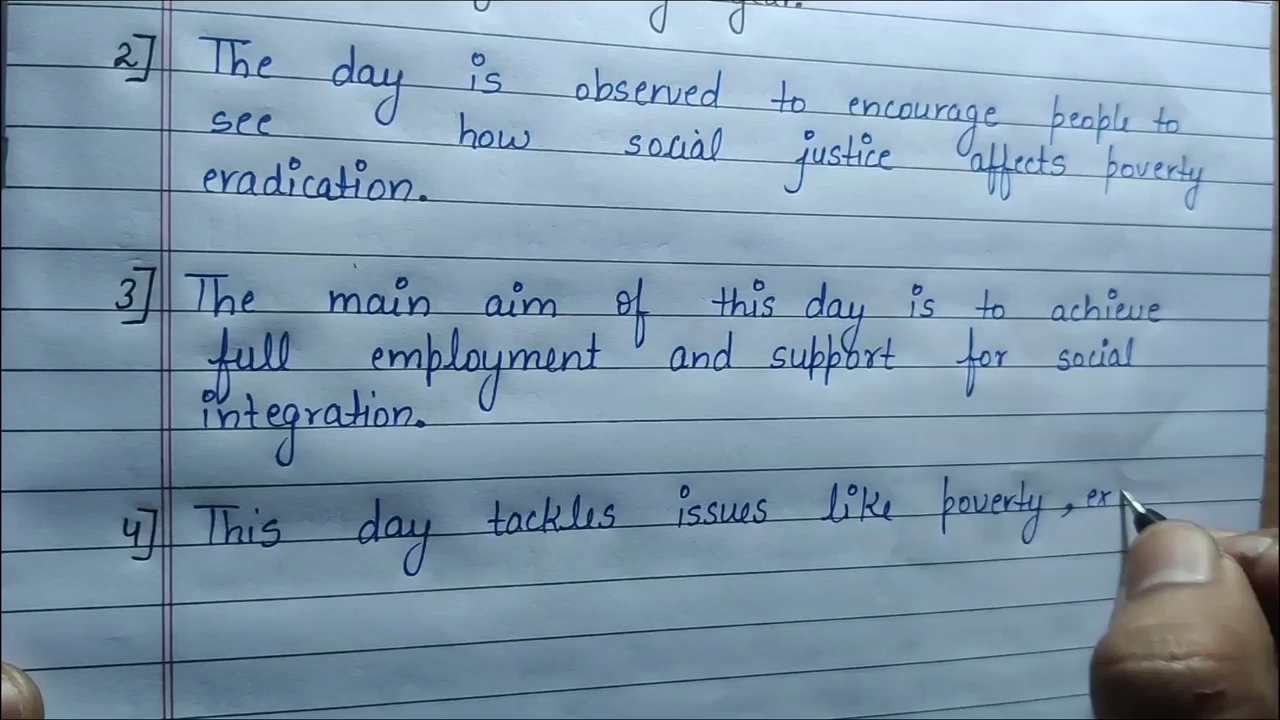 2] The day is observed to encourage people to
see how social justice affects poverty
eradication.
3] The main aim of this day is to achieve
full employment and support for social
integration.
4] This day tackles issues like poverty, ex